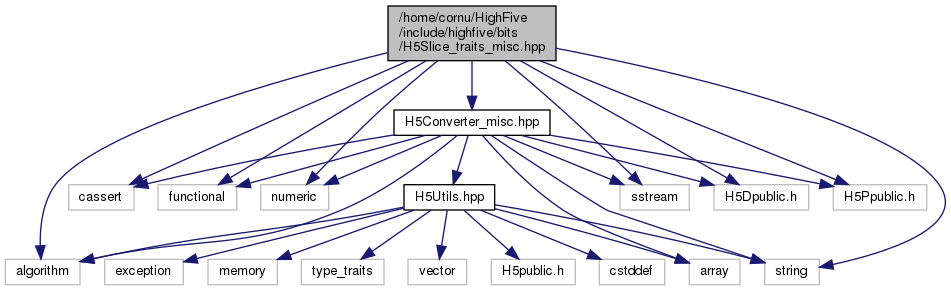 /home/cornu/HighFive
/include/highfive/bits
/H5Slice_traits_misc.hpp
H5Converter_misc.hpp
cassert
functional
numeric
H5Utils.hpp
sstream
H5Dpublic.h
H5Ppublic.h
algorithm
exception
memory
type_traits
vector
H5public.h
cstddef
array
string